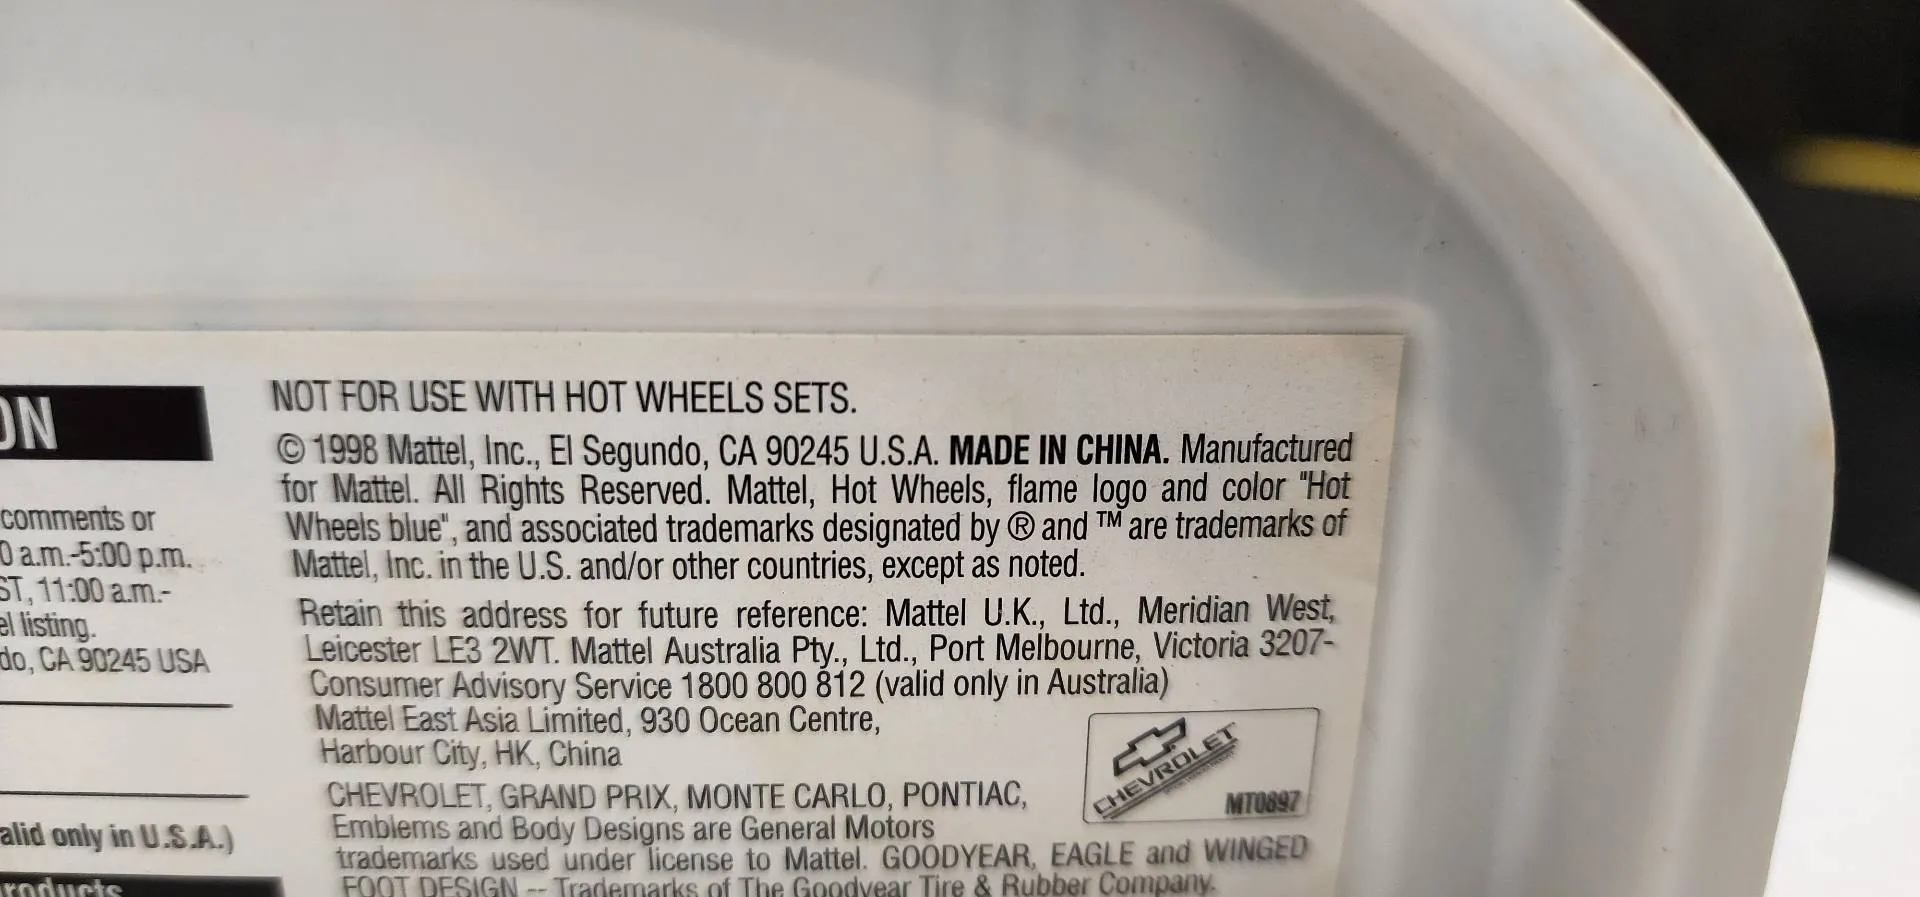 ON
comments or
0 a.m.-5:00 p.m.
ST, 11:00 a.m.-
el listing.
do, CA 90245 USA
alid only in U.S.A.)
roducts
NOT FOR USE WITH HOT WHEELS SETS.
© 1998 Mattel, Inc., El Segundo, CA 90245 U.S.A. MADE IN CHINA. Manufactured
for Mattel. All Rights Reserved. Mattel, Hot Wheels, flame logo and color "Hot
Wheels blue", and associated trademarks designated by ® and ™ are trademarks of
Mattel, Inc. in the U.S. and/or other countries, except as noted.
Retain this address for future reference: Mattel U.K., Ltd., Meridian West,
Leicester LE3 2WT. Mattel Australia Pty., Ltd., Port Melbourne, Victoria 3207-
Consumer Advisory Service 1800 800 812 (valid only in Australia)
Mattel East Asia Limited, 930 Ocean Centre,
Harbour City, HK, China
CHEVROLET, GRAND PRIX, MONTE CARLO, PONTIAC,
Emblems and Body Designs are General Motors
trademarks used under license to Mattel. GOODYEAR, EAGLE and WINGED
FOOT DESIGN -- Trademarks of The Goodyear Tire & Rubber Company.
CHEVROLET
MT0897